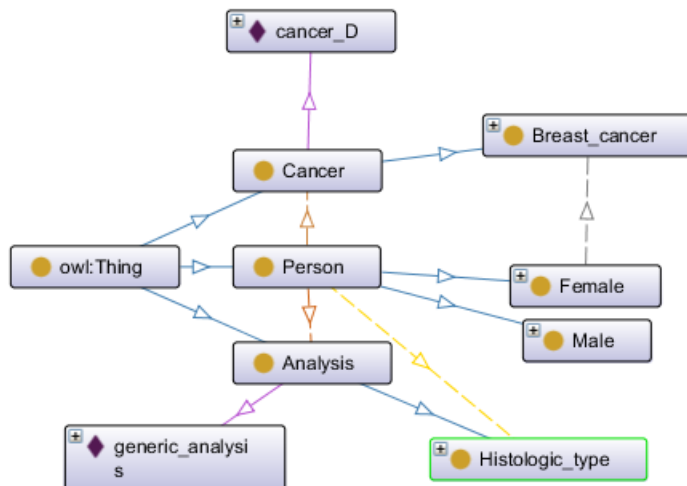 cancer_D
Breast_cancer
Cancer
owl:Thing
Person
Female
Male
Analysis
generic_analysi
s
Histologic_type